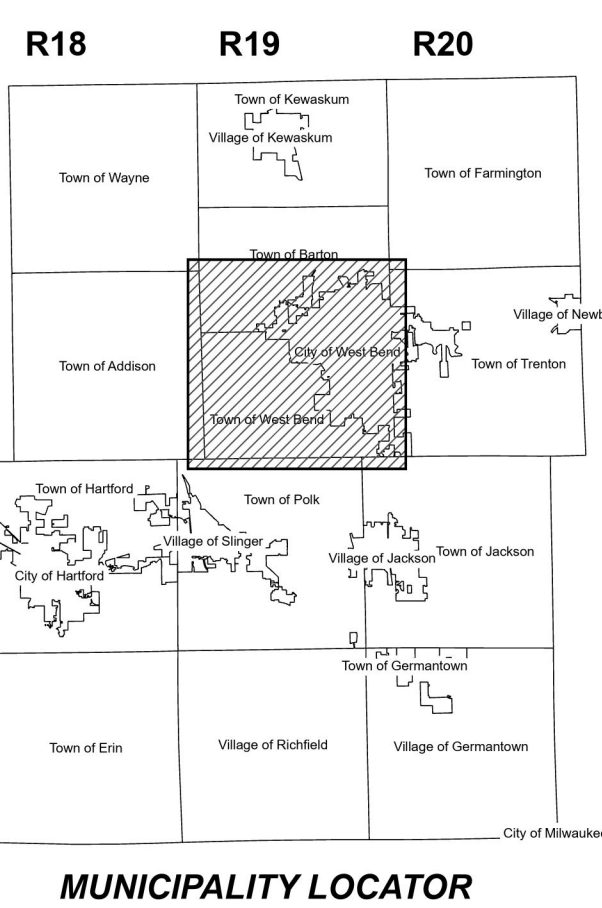 R18 R19 R20
Town of Kewaskum
Village of Kewaskum
Town of Wayne
Town of Farmington
Town of Barton
Village of Newb
City of West Bend
Town of Addison
Town of Trenton
Town of West Bend
Town of Hartford
Town of Polk
Village of Slinger
Village of Jackson
Town of Jackson
City of Hartford
Town of Germantown
Town of Erin
Village of Richfield
Village of Germantown
City of Milwaukee
MUNICIPALITY LOCATOR